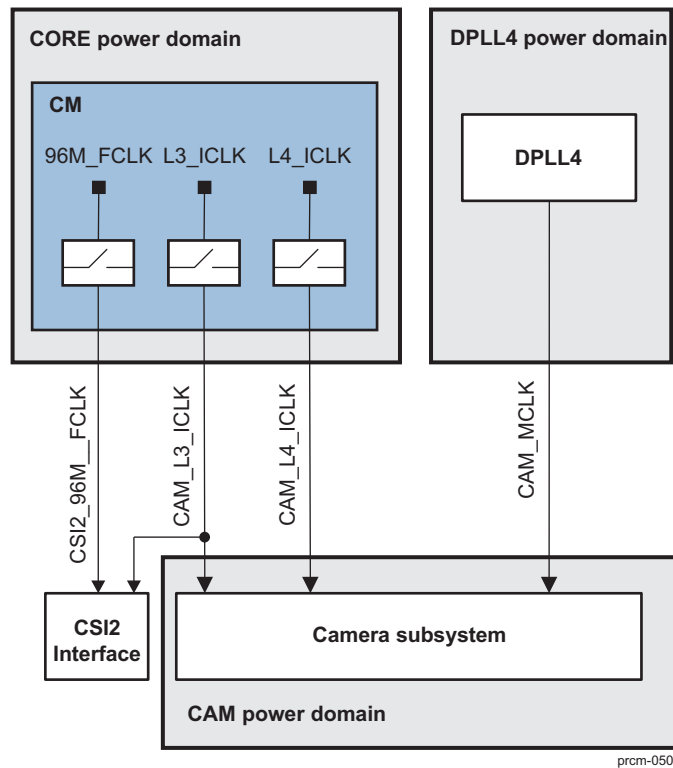 CORE power domain
DPLL4 power domain
CM
96M_FCLK L3_ICLK L4_ICLK
DPLL4
CSI2_96M__FCLK
CAM_L3_ICLK
CAM_L4_ICLK
CAM_MCLK
CSI2
Interface
Camera subsystem
CAM power domain
prcm-050